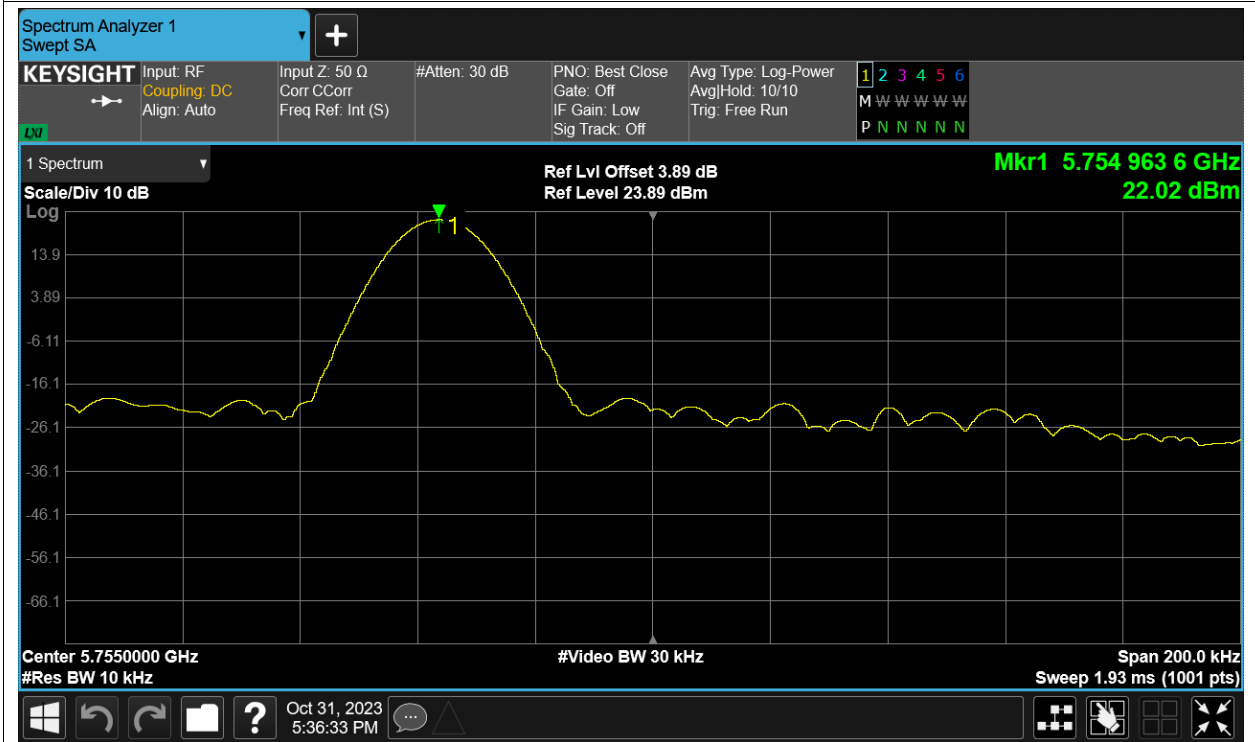 Spectrum Analyzer 1
Swept SA
+
KEYSIGHT
LXI
Input: RF
Coupling: DC
Align: Auto
Input Z: 50 Ω
Corr CCorr
Freq Ref: Int (S)
#Atten: 30 dB
PNO: Best Close
Gate: Off
IF Gain: Low
Sig Track: Off
Avg Type: Log-Power
Avg|Hold: 10/10
Trig: Free Run
1 2 3 4 5 6
M W W W W W
P N N N N N
1 Spectrum
Scale/Div 10 dB
Log
Ref Lvl Offset 3.89 dB
Ref Level 23.89 dBm
Mkr1 5.754 963 6 GHz
22.02 dBm
1
13.9
3.89
-6.11
-16.1
-26.1
-36.1
-46.1
-56.1
-66.1
Center 5.7550000 GHz
#Res BW 10 kHz
#Video BW 30 kHz
Span 200.0 kHz
Sweep 1.93 ms (1001 pts)
?
Oct 31, 2023
5:36:33 PM